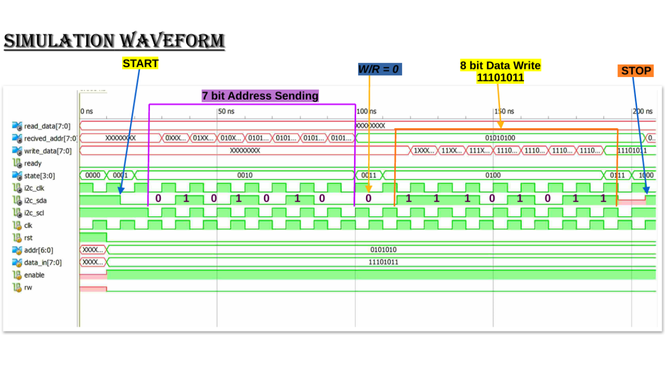 SIMULATION WAVEFORM
START
W/R = 0
8 bit Data Write
11101011
STOP
7 bit Address Sending
0 ns 50 ns 100 ns 150 ns 200 ns
read_data[7:0] XXXXXXXX
recived_addr[7:0] XXXXXXXX 0XXX... 01XX... 010X... 0101... 0101... 0101... 0101... 01010100 0...
write_data[7:0] XXXXXXXX 1XXX... 11XX... 111X... 1110... 1110... 1110... 1110... 11101011
ready
state[3:0] 0000 0001 0010 0011 0100 0111 1000
i2c_clk
i2c_sda 0 1 0 1 0 1 0 0 1 1 1 0 1 0 1 1
i2c_scl
clk
rst
addr[6:0] XXXX... 0101010
data_in[7:0] XXXX... 11101011
enable
rw